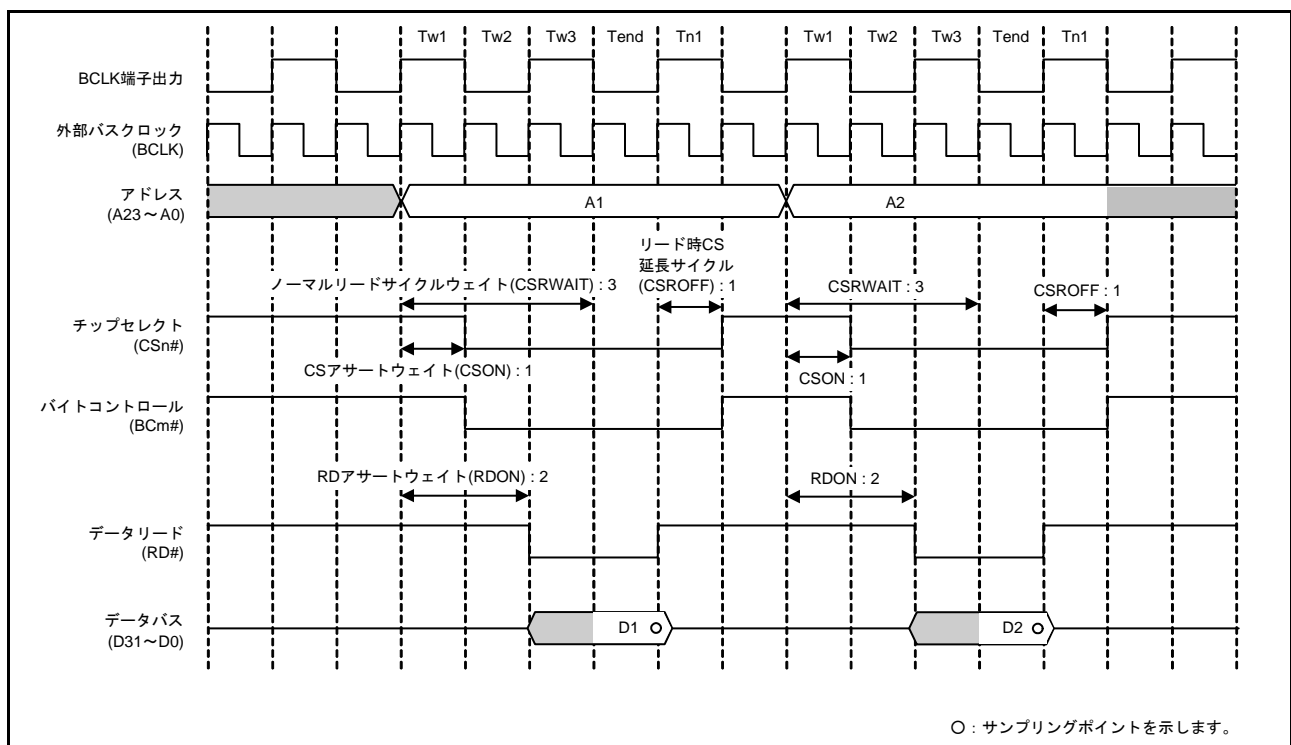 Tw1 Tw2 Tw3 Tend Tn1 Tw1 Tw2 Tw3 Tend Tn1
BCLK端子出力
外部バスクロック
(BCLK)
アドレス
(A23～A0)
A1 A2
リード時CS
延長サイクル
(CSROFF) : 1
ノーマルリードサイクルウェイト(CSRWAIT) : 3
CSRWAIT : 3
CSROFF : 1
チップセレクト
(CSn#)
CSアサートウェイト(CSON) : 1
CSON : 1
バイトコントロール
(BCm#)
RDアサートウェイト(RDON) : 2
RDON : 2
データリード
(RD#)
データバス
(D31～D0)
D1 D2
○ : サンプリングポイントを示します。